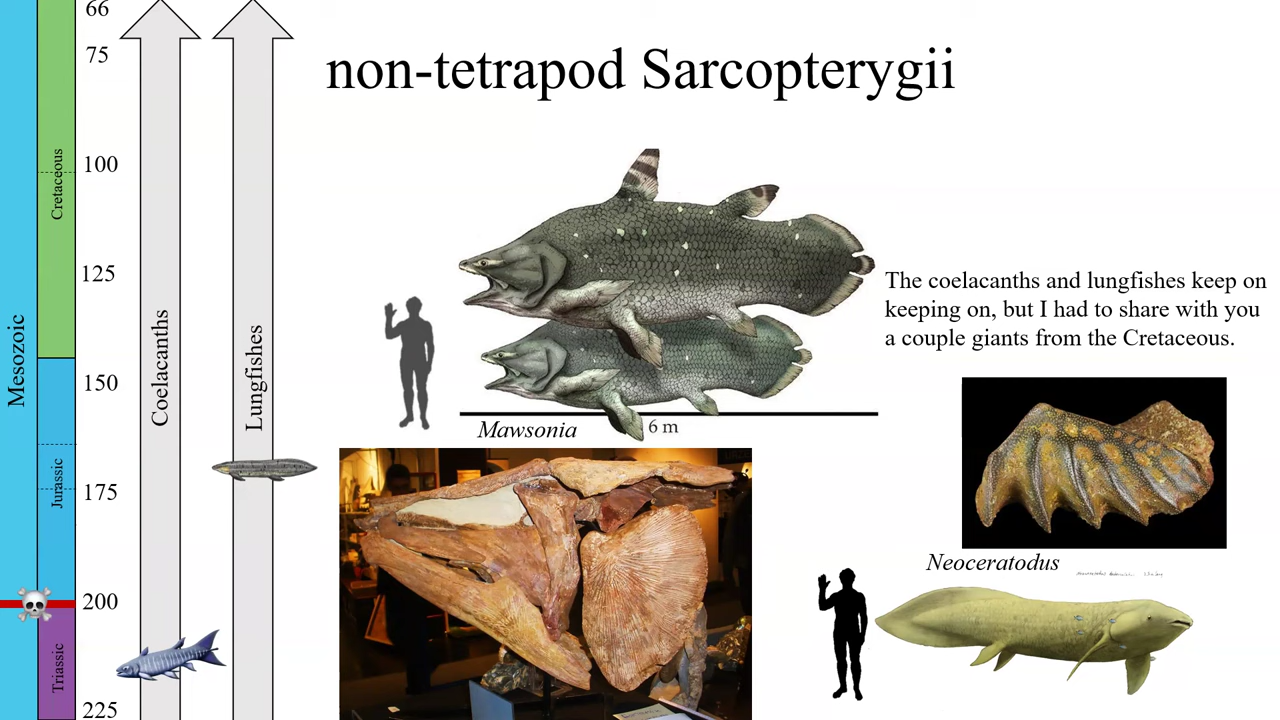 non-tetrapod Sarcopterygii
66
75
100
125
150
175
200
225
Mesozoic
Cretaceous
Jurassic
Triassic
Coelacanths
Lungfishes
The coelacanths and lungfishes keep on
keeping on, but I had to share with you
a couple giants from the Cretaceous.
Mawsonia
6 m
Neoceratodus